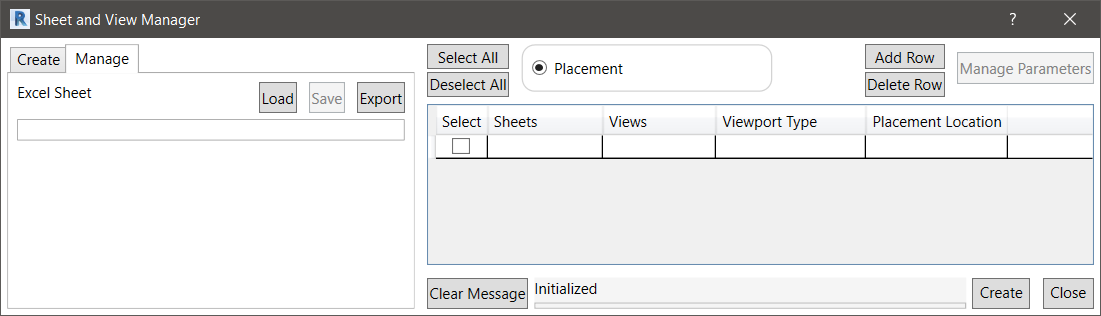 R Sheet and View Manager ?
Create Manage
Excel Sheet
Load Save Export
Select All
Deselect All
Placement
Add Row
Delete Row
Manage Parameters
Select Sheets Views Viewport Type Placement Location
Clear Message Initialized Create Close